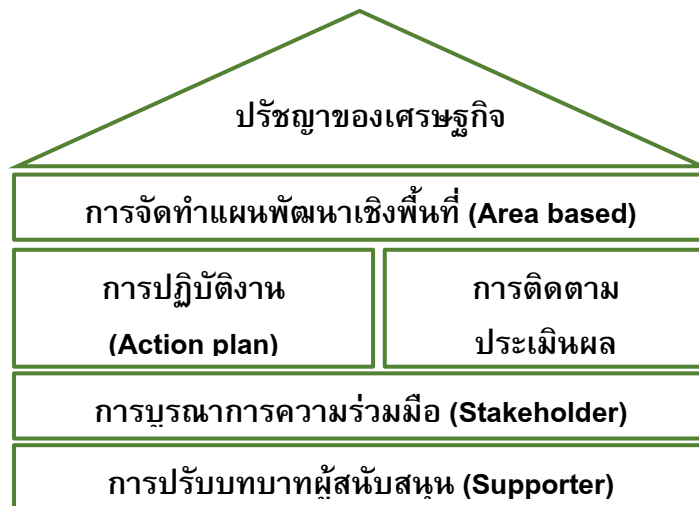 ปรัชญาของเศรษฐกิจ
การจัดทำแผนพัฒนาเชิงพื้นที่ (Area based)
การปฏิบัติงาน
(Action plan)
การติดตาม
ประเมินผล
การบูรณาการความร่วมมือ (Stakeholder)
การปรับบทบาทผู้สนับสนุน (Supporter)